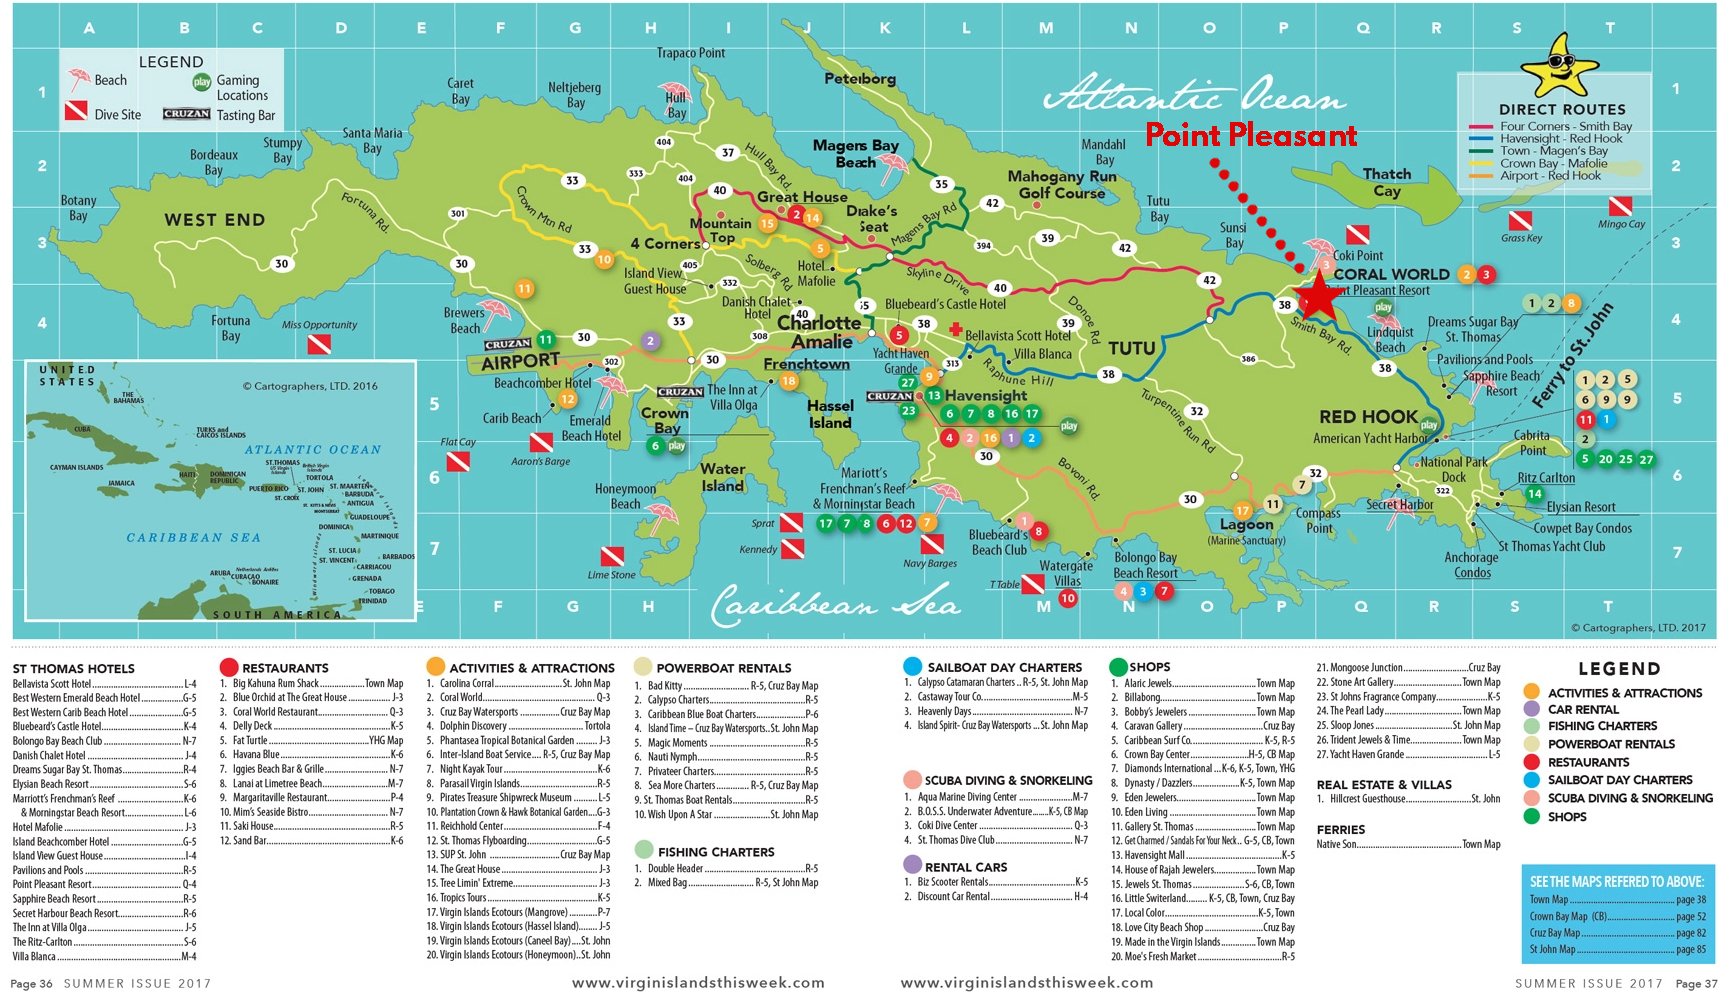 A B C D E F G H I J K L M N O P Q R S T
LEGEND
Beach
play
Gaming
Locations
Dive Site
CRUZAN
Tasting Bar
DIRECT ROUTES
Four Corners - Smith Bay
Havensight - Red Hook
Town - Magen's Bay
Crown Bay - Mafolie
Airport - Red Hook
Atlantic Ocean
Point Pleasant
1
2
3
4
5
6
7
1
2
3
4
5
6
7
Trapaco Point
Hull
Bay
Caret
Bay
Neltjeberg
Bay
Santa Maria
Bay
Stumpy
Bay
Bordeaux
Bay
Botany
Bay
WEST END
Fortuna Rd.
Fortuna
Bay
Peterborg
Magens Bay
Beach
Hull Bay Rd.
Crown Mtn Rd
Great House
Mountain
Top
4 Corners
Drake's
Seat
Magens Bay Rd
Mahogany Run
Golf Course
Mandahl
Bay
Tutu
Bay
Sunsi
Bay
Thatch
Cay
Mingo Cay
Grass Key
Coki Point
CORAL WORLD
Point Pleasant Resort
Island View
Guest House
Solberg Rd
Hotel
Mafolie
Skyline Drive
Danish Chalet
Hotel
Bluebeard's Castle Hotel
Charlotte
Amalie
Donoe Rd
Smith Bay Rd.
Lindquist
Beach
Dreams Sugar Bay
St. Thomas
Pavilions and Pools
Sapphire Beach
Resort
Ferry to St. John
Miss Opportunity
Brewers
Beach
CRUZAN
AIRPORT
Beachcomber Hotel
Carib Beach
Emerald
Beach Hotel
CRUZAN
Crown
Bay
The Inn at
Villa Olga
Frenchtown
Hassel
Island
Yacht Haven
Grande
CRUZAN
Havensight
Bellavista Scott Hotel
Villa Blanca
Raphune Hill
TUTU
Turpentine Run Rd
RED HOOK
American Yacht Harbor
Cabrita
Point
National Park
Dock
Ritz Carlton
Elysian Resort
Cowpet Bay Condos
St Thomas Yacht Club
Anchorage
Condos
Secret Harbor
Compass
Point
Lagoon
(Marine Sanctuary)
Bovoni Rd.
Flat Cay
Aaron's Barge
Water
Island
Honeymoon
Beach
Lime Stone
Sprat
Kennedy
Marriott's
Frenchman's Reef
& Morningstar Beach
Navy Barges
Bluebeard's
Beach Club
Watergate
Villas
T Table
Bolongo Bay
Beach Resort
Caribbean Sea
E F G H M N O P Q R S T
© Cartographers, LTD. 2017
UNITED
STATES
© Cartographers, LTD 2016
THE
BAHAMAS
CUBA
TURKS and
CAICOS ISLANDS
ATLANTIC OCEAN
CAYMAN ISLANDS
JAMAICA
HAITI
DOMINICAN
REPUBLIC
PUERTO RICO
ST.THOMAS
TORTOLA
ST. JOHN
ST. CROIX
ST. MAARTEN
BARBUDA
ANTIGUA
GUADELOUPE
DOMINICA
MARTINIQUE
ST. LUCIA
BARBADOS
ST. VINCENT
CARRIACOU
GRENADA
TOBAGO
TRINIDAD
CARIBBEAN SEA
Windward Islands
ARUBA
CURACAO
BONAIRE
SOUTH AMERICA
ST THOMAS HOTELS
Bellavista Scott Hotel L-4
Best Western Emerald Beach Hotel G-5
Best Western Carib Beach Hotel G-5
Bluebeard's Castle Hotel K-4
Bolongo Bay Beach Club N-7
Danish Chalet Hotel J-4
Dreams Sugar Bay St. Thomas R-4
Elysian Beach Resort S-6
Marriott's Frenchman's Reef K-6
& Morningstar Beach Resort L-6
Hotel Mafolie J-3
Island Beachcomber Hotel G-5
Island View Guest House I-4
Pavilions and Pools R-5
Point Pleasant Resort Q-4
Sapphire Beach Resort R-5
Secret Harbour Beach Resort R-6
The Inn at Villa Olga J-5
The Ritz-Carlton S-6
Villa Blanca M-4
RESTAURANTS
1. Big Kahuna Rum Shack Town Map
2. Blue Orchid at The Great House J-3
3. Coral World Restaurant Q-3
4. Delly Deck K-5
5. Fat Turtle YHG Map
6. Havana Blue K-6
7. Iggies Beach Bar & Grille N-7
8. Lanai at Limetree Beach M-7
9. Margaritaville Restaurant P-4
10. Mim's Seaside Bistro N-7
11. Saki House R-5
12. Sand Bar K-6
ACTIVITIES & ATTRACTIONS
1. Carolina Corral St. John Map
2. Coral World Q-3
3. Cruz Bay Watersports Cruz Bay Map
4. Dolphin Discovery Tortola
5. Phantasea Tropical Botanical Garden J-3
6. Inter-Island Boat Service R-5, Cruz Bay Map
7. Night Kayak Tour K-6
8. Parasail Virgin Islands R-5
9. Pirates Treasure Shipwreck Museum L-5
10. Plantation Crown & Hawk Botanical Garden G-3
11. Reichhold Center F-4
12. St. Thomas Flyboarding G-5
13. SUP St. John Cruz Bay Map
14. The Great House J-3
15. Tree Limin' Extreme J-3
16. Tropics Tours K-5
17. Virgin Islands Ecotours (Mangrove) P-7
18. Virgin Islands Ecotours (Hassel Island) J-5
19. Virgin Islands Ecotours (Caneel Bay) St. John
20. Virgin Islands Ecotours (Honeymoon) St. John
POWERBOAT RENTALS
1. Bad Kitty R-5, Cruz Bay Map
2. Calypso Charters R-5
3. Caribbean Blue Boat Charters P-6
4. Island Time – Cruz Bay Watersports St. John Map
5. Magic Moments R-5
6. Nauti Nymph R-5
7. Privateer Charters R-5
8. Sea More Charters R-5, Cruz Bay Map
9. St. Thomas Boat Rentals R-5
10. Wish Upon A Star St. John Map
FISHING CHARTERS
1. Double Header R-5
2. Mixed Bag R-5, St John Map
SAILBOAT DAY CHARTERS
1. Calypso Catamaran Charters R-5, St. John Map
2. Castaway Tour Co. M-5
3. Heavenly Days N-7
4. Island Spirit- Cruz Bay Watersports St. John Map
SCUBA DIVING & SNORKELING
1. Aqua Marine Diving Center M-7
2. B.O.S.S. Underwater Adventure K-5, CB Map
3. Coki Dive Center Q-3
4. St. Thomas Dive Club N-7
RENTAL CARS
1. Biz Scooter Rentals K-5
2. Discount Car Rental H-4
SHOPS
1. Alaric Jewels Town Map
2. Billabong Town Map
3. Bobby's Jewelers Town Map
4. Caravan Gallery Cruz Bay
5. Caribbean Surf Co. K-5, R-5
6. Crown Bay Center H-5, CB Map
7. Diamonds International K-6, K-5, Town, YHG
8. Dynasty / Dazzlers K-5, Town Map
9. Eden Jewelers Town Map
10. Eden Living Town Map
11. Gallery St. Thomas Town Map
12. Get Charmed / Sandals For Your Neck G-5, CB, Town
13. Havensight Mall K-5
14. House of Rajah Jewelers Town Map
15. Jewels St. Thomas S-6, CB, Town
16. Little Switerland K-5, CB, Town, Cruz Bay
17. Local Color K-5, Town
18. Love City Beach Shop Cruz Bay
19. Made in the Virgin Islands Town Map
20. Moe's Fresh Market R-5
21. Mongoose Junction Cruz Bay
22. Stone Art Gallery Town Map
23. St Johns Fragrance Company K-5
24. The Pearl Lady Town Map
25. Sloop Jones St. John Map
26. Trident Jewels & Time Town Map
27. Yacht Haven Grande L-5
REAL ESTATE & VILLAS
1. Hillcrest Guesthouse St. John
FERRIES
Native Son Town Map
LEGEND
ACTIVITIES & ATTRACTIONS
CAR RENTAL
FISHING CHARTERS
POWERBOAT RENTALS
RESTAURANTS
SAILBOAT DAY CHARTERS
SCUBA DIVING & SNORKELING
SHOPS
SEE THE MAPS REFERED TO ABOVE:
Town Map page 38
Crown Bay Map (CB) page 52
Cruz Bay Map page 82
St John Map page 85
Page 36 SUMMER ISSUE 2017
www.virginislandsthisweek.com
www.virginislandsthisweek.com
SUMMER ISSUE 2017 Page 37